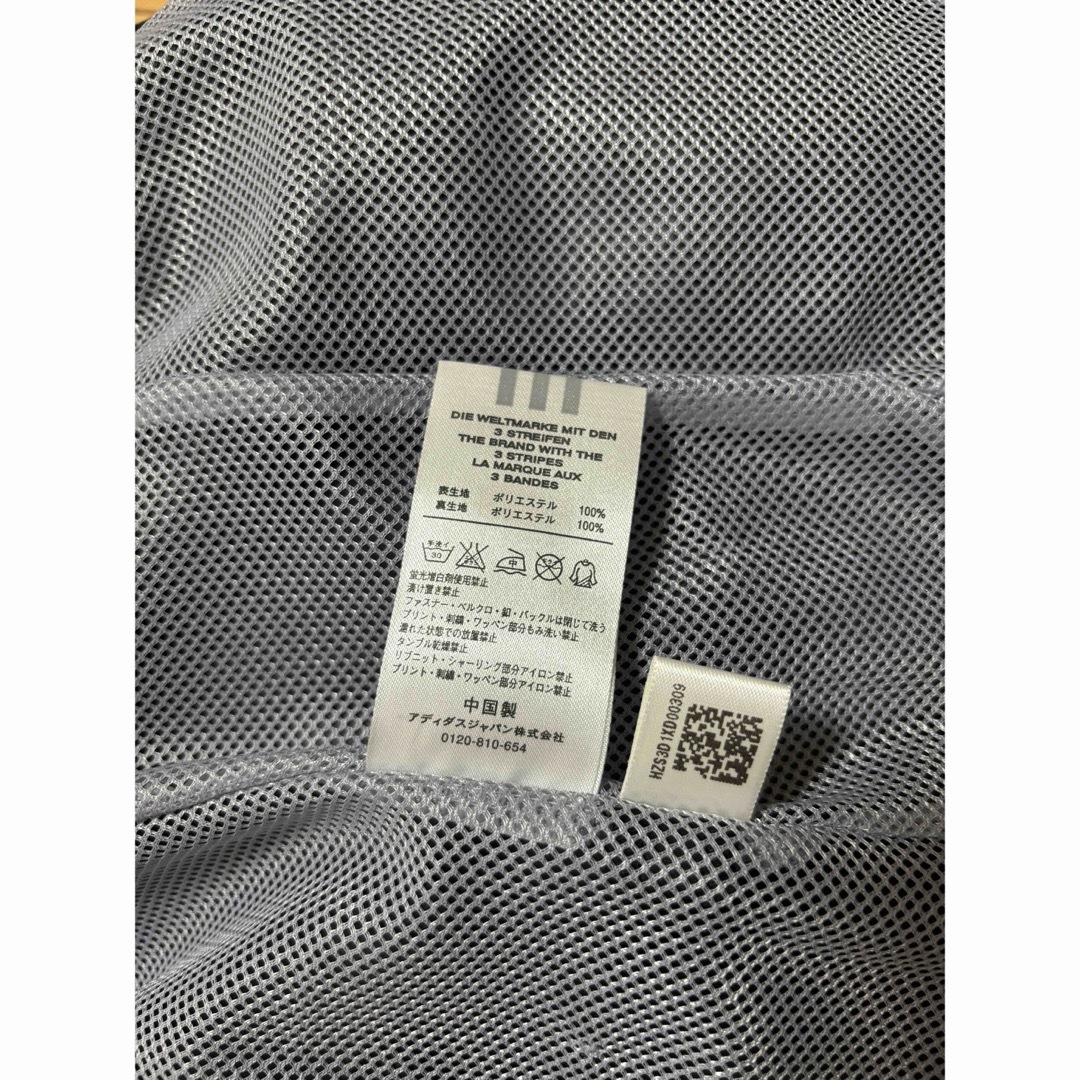 DIE WELTMARKE MIT DEN
3 STREIFEN
THE BRAND WITH THE
3 STRIPES
LA MARQUE AUX
3 BANDES
表生地 ポリエステル 100%
裏生地 ポリエステル 100%
手洗イ
30
中
蛍光増白剤使用禁止
漬け置き禁止
ファスナー・ベルクロ・釦・バックルは閉じて洗う
プリント・刺繍・ワッペン部分もみ洗い禁止
濡れた状態での放置禁止
タンブル乾燥禁止
リブニット・シャーリング部分アイロン禁止
プリント・刺繍・ワッペン部分アイロン禁止
中国製
アディダスジャパン株式会社
0120-810-654
HZS3D1XD00309